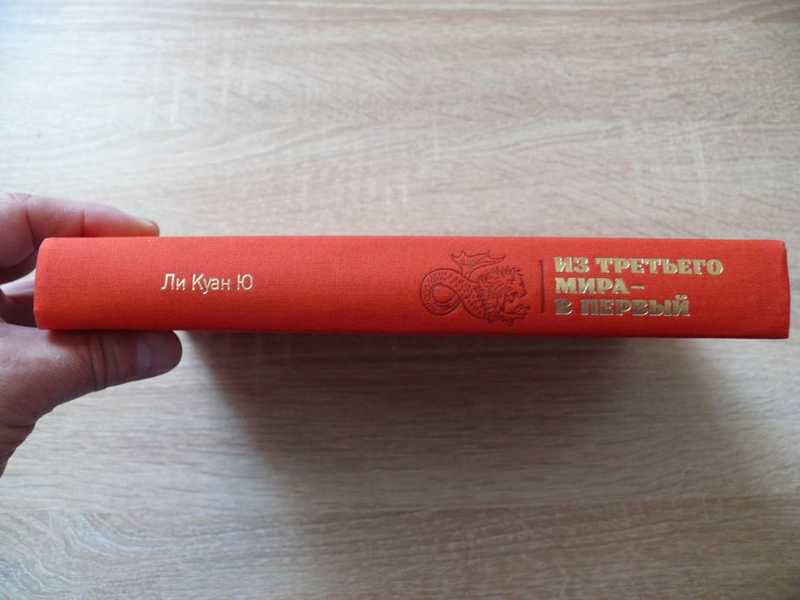 Ли Куан Ю
ИЗ ТРЕТЬЕГО
МИРА–
В ПЕРВЫЙ